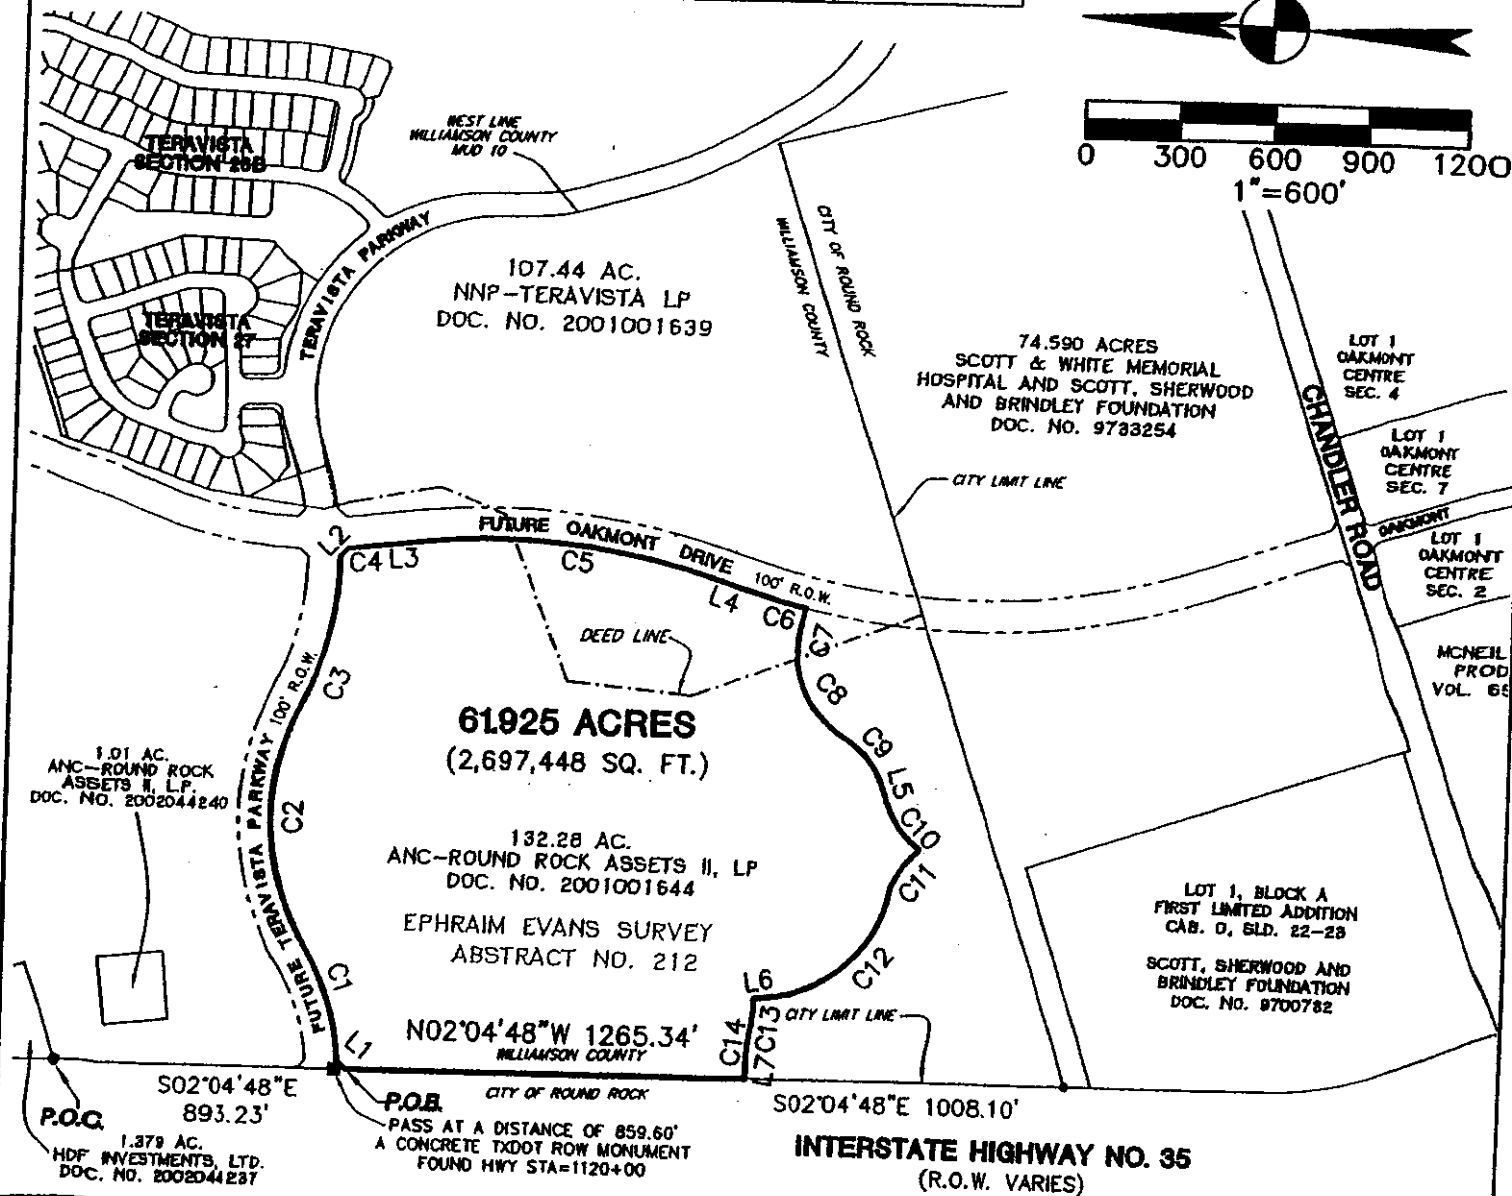 0 300 600 900 1200
1"=600'
WEST LINE
WILLIAMSON COUNTY
MUD 10
TERAVISTA
SECTION 26B
TERAVISTA PARKWAY
TERAVISTA
SECTION 27
107.44 AC.
NNP-TERAVISTA LP
DOC. NO. 2001001639
CITY OF ROUND ROCK
WILLIAMSON COUNTY
74.590 ACRES
SCOTT & WHITE MEMORIAL
HOSPITAL AND SCOTT, SHERWOOD
AND BRINDLEY FOUNDATION
DOC. NO. 9733254
CITY LIMIT LINE
CHANDLER ROAD
LOT 1
OAKMONT
CENTRE
SEC. 4
LOT 1
OAKMONT
CENTRE
SEC. 7
OAKMONT
LOT 1
OAKMONT
CENTRE
SEC. 2
MCNEIL
PROD
VOL. 65
FUTURE OAKMONT DRIVE 100' R.O.W.
L2
C4 L3
C5
L4
C6
L3
C8
C9
L5
C10
C11
C12
L6
C13
C14
L7
C3
C2
C1
L1
DEED LINE
61.925 ACRES
(2,697,448 SQ. FT.)
132.28 AC.
ANC-ROUND ROCK ASSETS II, LP
DOC. NO. 2001001644
EPHRAIM EVANS SURVEY
ABSTRACT NO. 212
FUTURE TERAVISTA PARKWAY 100' R.O.W.
1.01 AC.
ANC-ROUND ROCK
ASSETS II, L.P.
DOC. NO. 2002044240
LOT 1, BLOCK A
FIRST LIMITED ADDITION
CAB. O, SLD. 22-23
SCOTT, SHERWOOD AND
BRINDLEY FOUNDATION
DOC. NO. 9700782
CITY LIMIT LINE
N02°04'48"W 1265.34'
WILLIAMSON COUNTY
CITY OF ROUND ROCK
S02°04'48"E
893.23'
S02°04'48"E 1008.10'
P.O.C.
1.379 AC.
HDF INVESTMENTS, LTD.
DOC. NO. 2002044237
P.O.B.
PASS AT A DISTANCE OF 859.60'
A CONCRETE TXDOT ROW MONUMENT
FOUND HWY STA=1120+00
INTERSTATE HIGHWAY NO. 35
(R.O.W. VARIES)